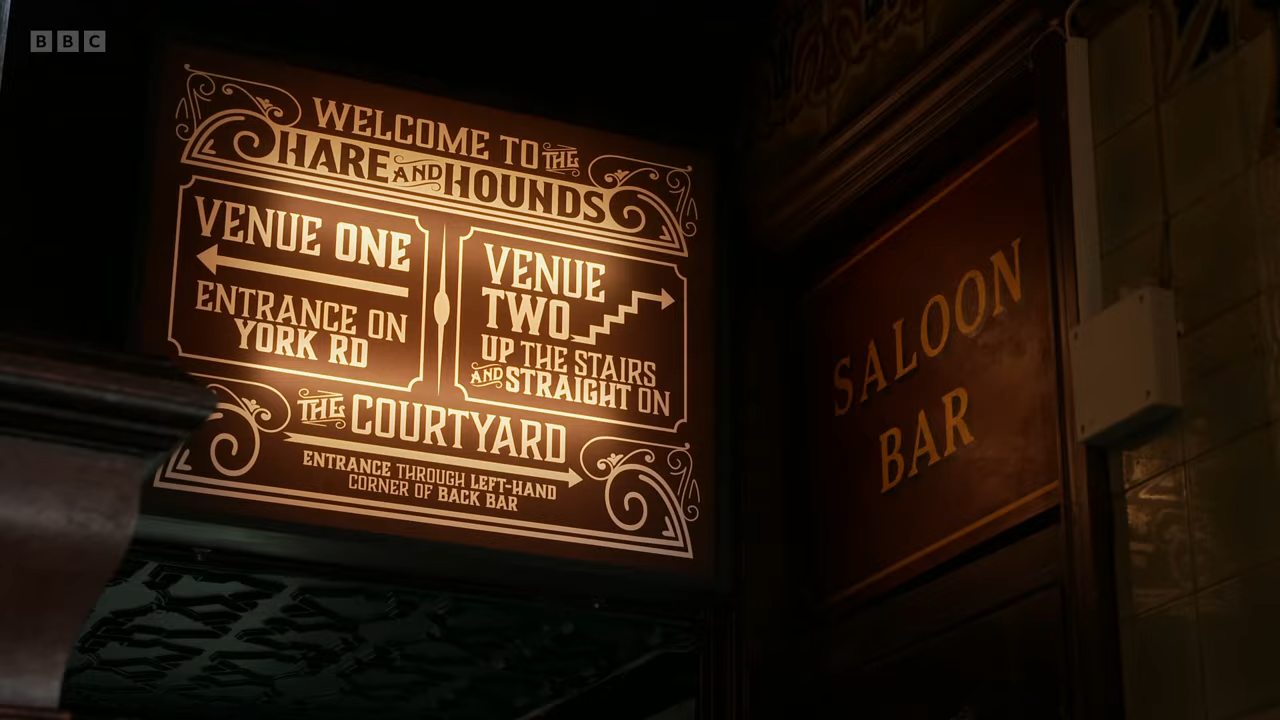 BBC
WELCOME TO THE
HARE AND HOUNDS
VENUE ONE
ENTRANCE ON
YORK RD
VENUE
TWO
UP THE STAIRS
AND STRAIGHT ON
THE COURTYARD
ENTRANCE THROUGH LEFT-HAND
CORNER OF BACK BAR
SALOON
BAR